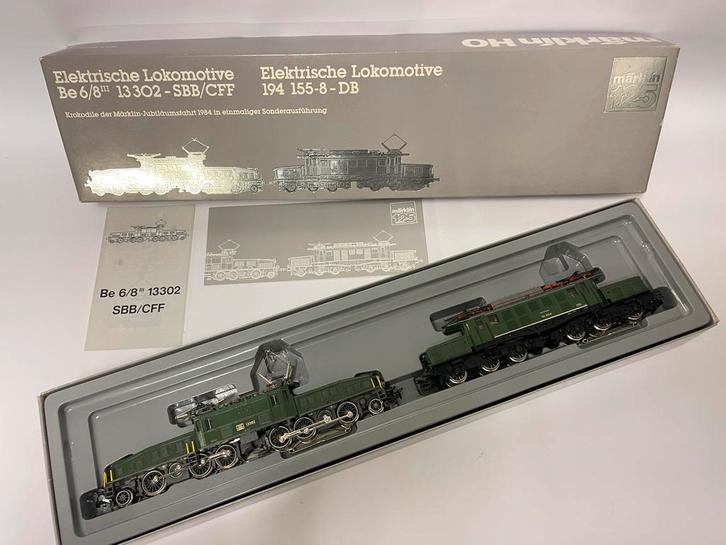 märklin HO
Elektrische Lokomotive
Be 6/8III 13302-SBB/CFF
Elektrische Lokomotive
194 155-8-DB
Krokodile der Märklin-Jubiläumsfahrt 1984 in einmaliger Sonderausführung
märklin
125
märklin
125
Be 6/8III 13302
SBB/CFF